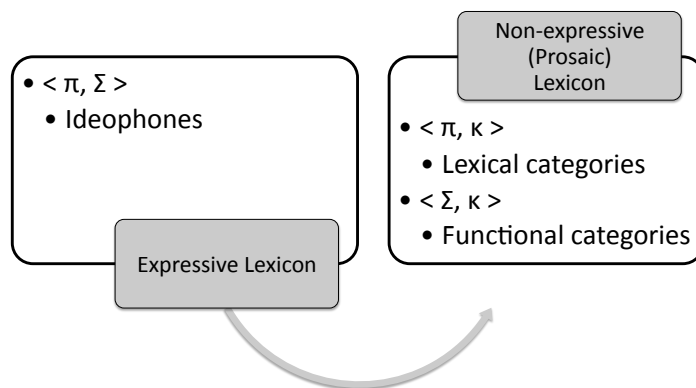 • < π, Σ >
• Ideophones
Expressive Lexicon
Non-expressive
(Prosaic)
Lexicon
• < π, κ >
• Lexical categories
• < Σ, κ >
• Functional categories